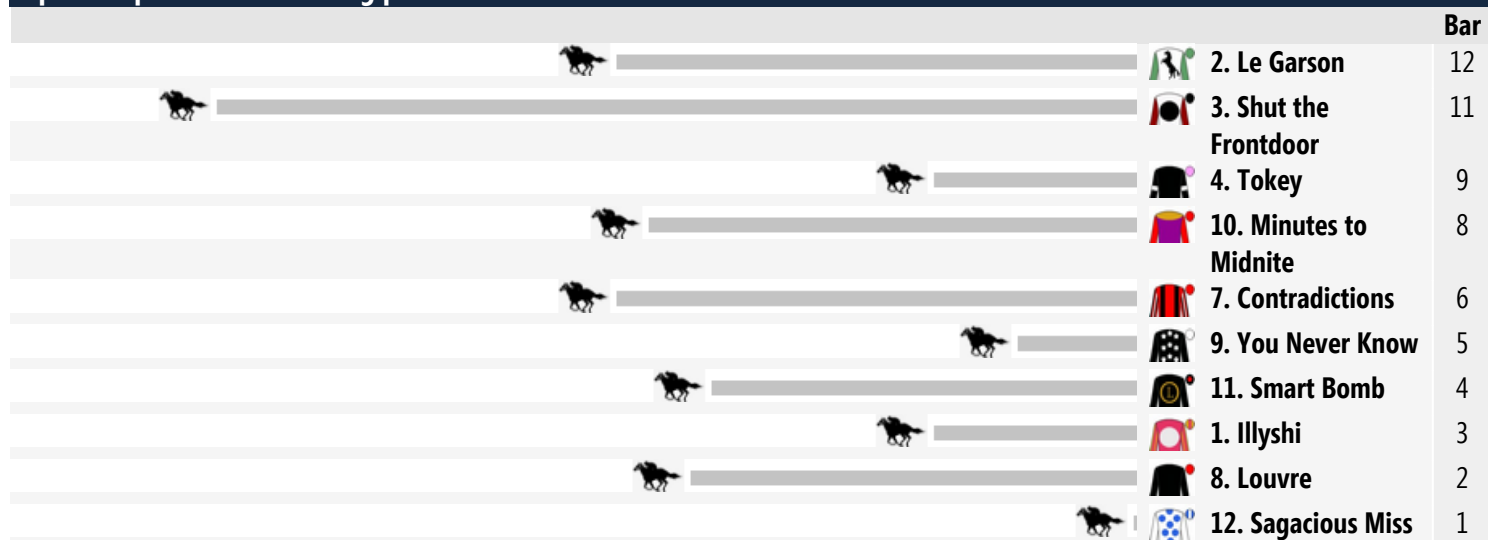 Bar
2. Le Garson 12
3. Shut the 11
Frontdoor
4. Tokey 9
10. Minutes to 8
Midnite
7. Contradictions 6
9. You Never Know 5
11. Smart Bomb 4
1. Illyshi 3
8. Louvre 2
12. Sagacious Miss 1